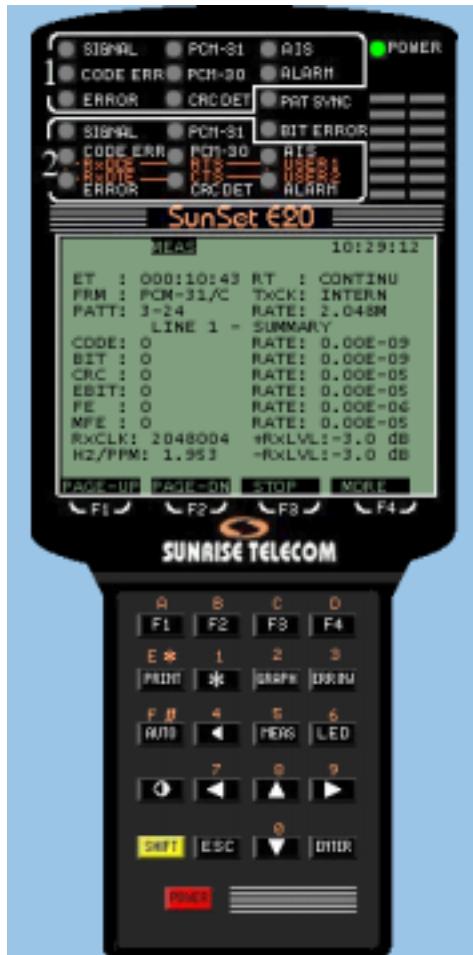 SIGNAL PCM-31 AIS POWER
1 CODE ERR PCM-30 ALARM
ERROR CRC DET PAT SYNC
SIGNAL PCM-31 BIT ERROR
2 CODE ERR PCM-30 AIS
RxDCE RTS USER1
RxDTE CTS USER2
ERROR CRC DET ALARM
SunSet E20
MEAS 10:29:12
ET : 000:10:43 RT : CONTINU
FRM : PCM-31/C TxCK: INTERN
PATT: 3-24 RATE: 2.048M
LINE 1 - SUMMARY
CODE: 0 RATE: 0.00E-09
BIT : 0 RATE: 0.00E-09
CRC : 0 RATE: 0.00E-05
EBIT: 0 RATE: 0.00E-05
FE : 0 RATE: 0.00E-06
MFE : 0 RATE: 0.00E-05
RxCLK: 2048004 +RxLVL:-3.0 dB
HZ/PPM: 1.953 -RxLVL:-3.0 dB
PAGE-UP PAGE-DN STOP MORE
F1 F2 F3 F4
SUNRISE TELECOM
A B C D
F1 F2 F3 F4
E * 1 2 3
PRINT * GRAPH ERR INJ
F # 4 5 6
AUTO MEAS LED
7 8 9
0
SHIFT ESC ENTER
POWER